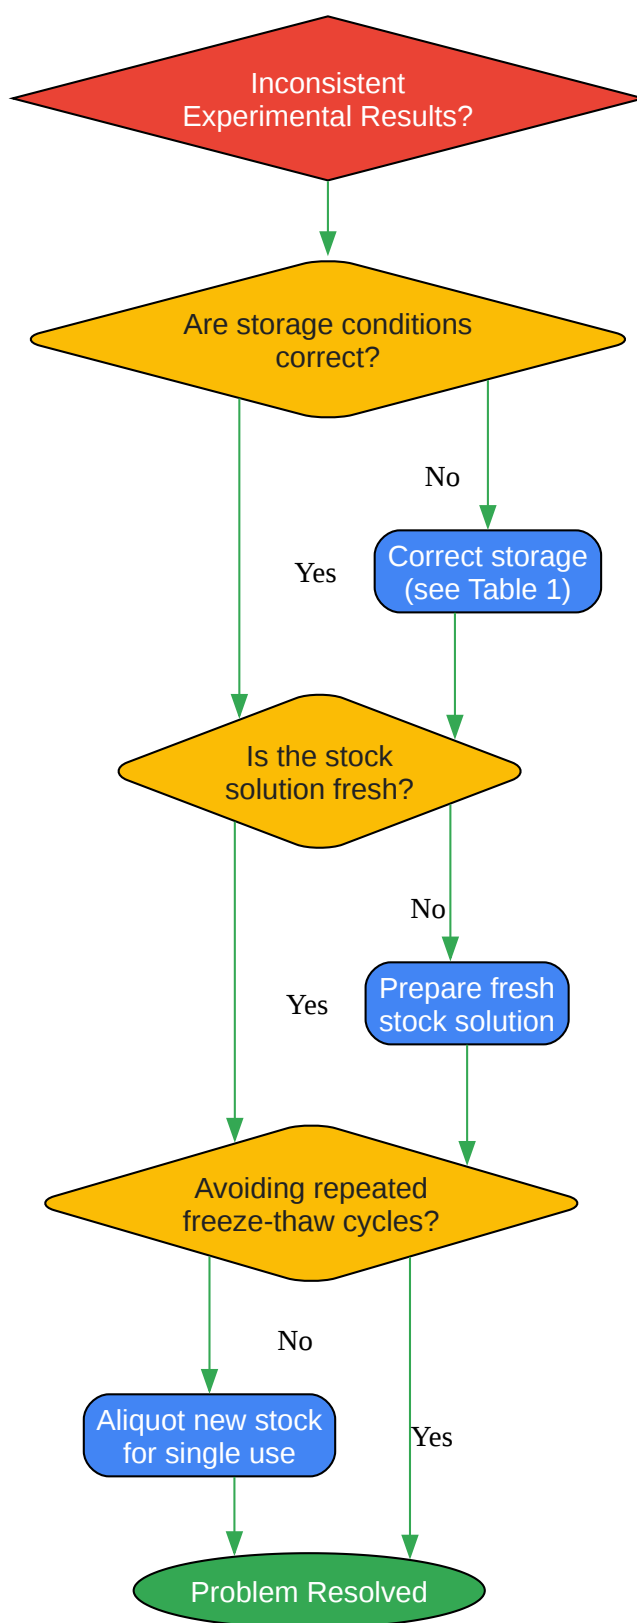 Inconsistent
Experimental Results?
Are storage conditions
correct?
No
Yes
Correct storage
(see Table 1)
Is the stock
solution fresh?
No
Yes
Prepare fresh
stock solution
Avoiding repeated
freeze-thaw cycles?
No
Aliquot new stock
for single use
Yes
Problem Resolved